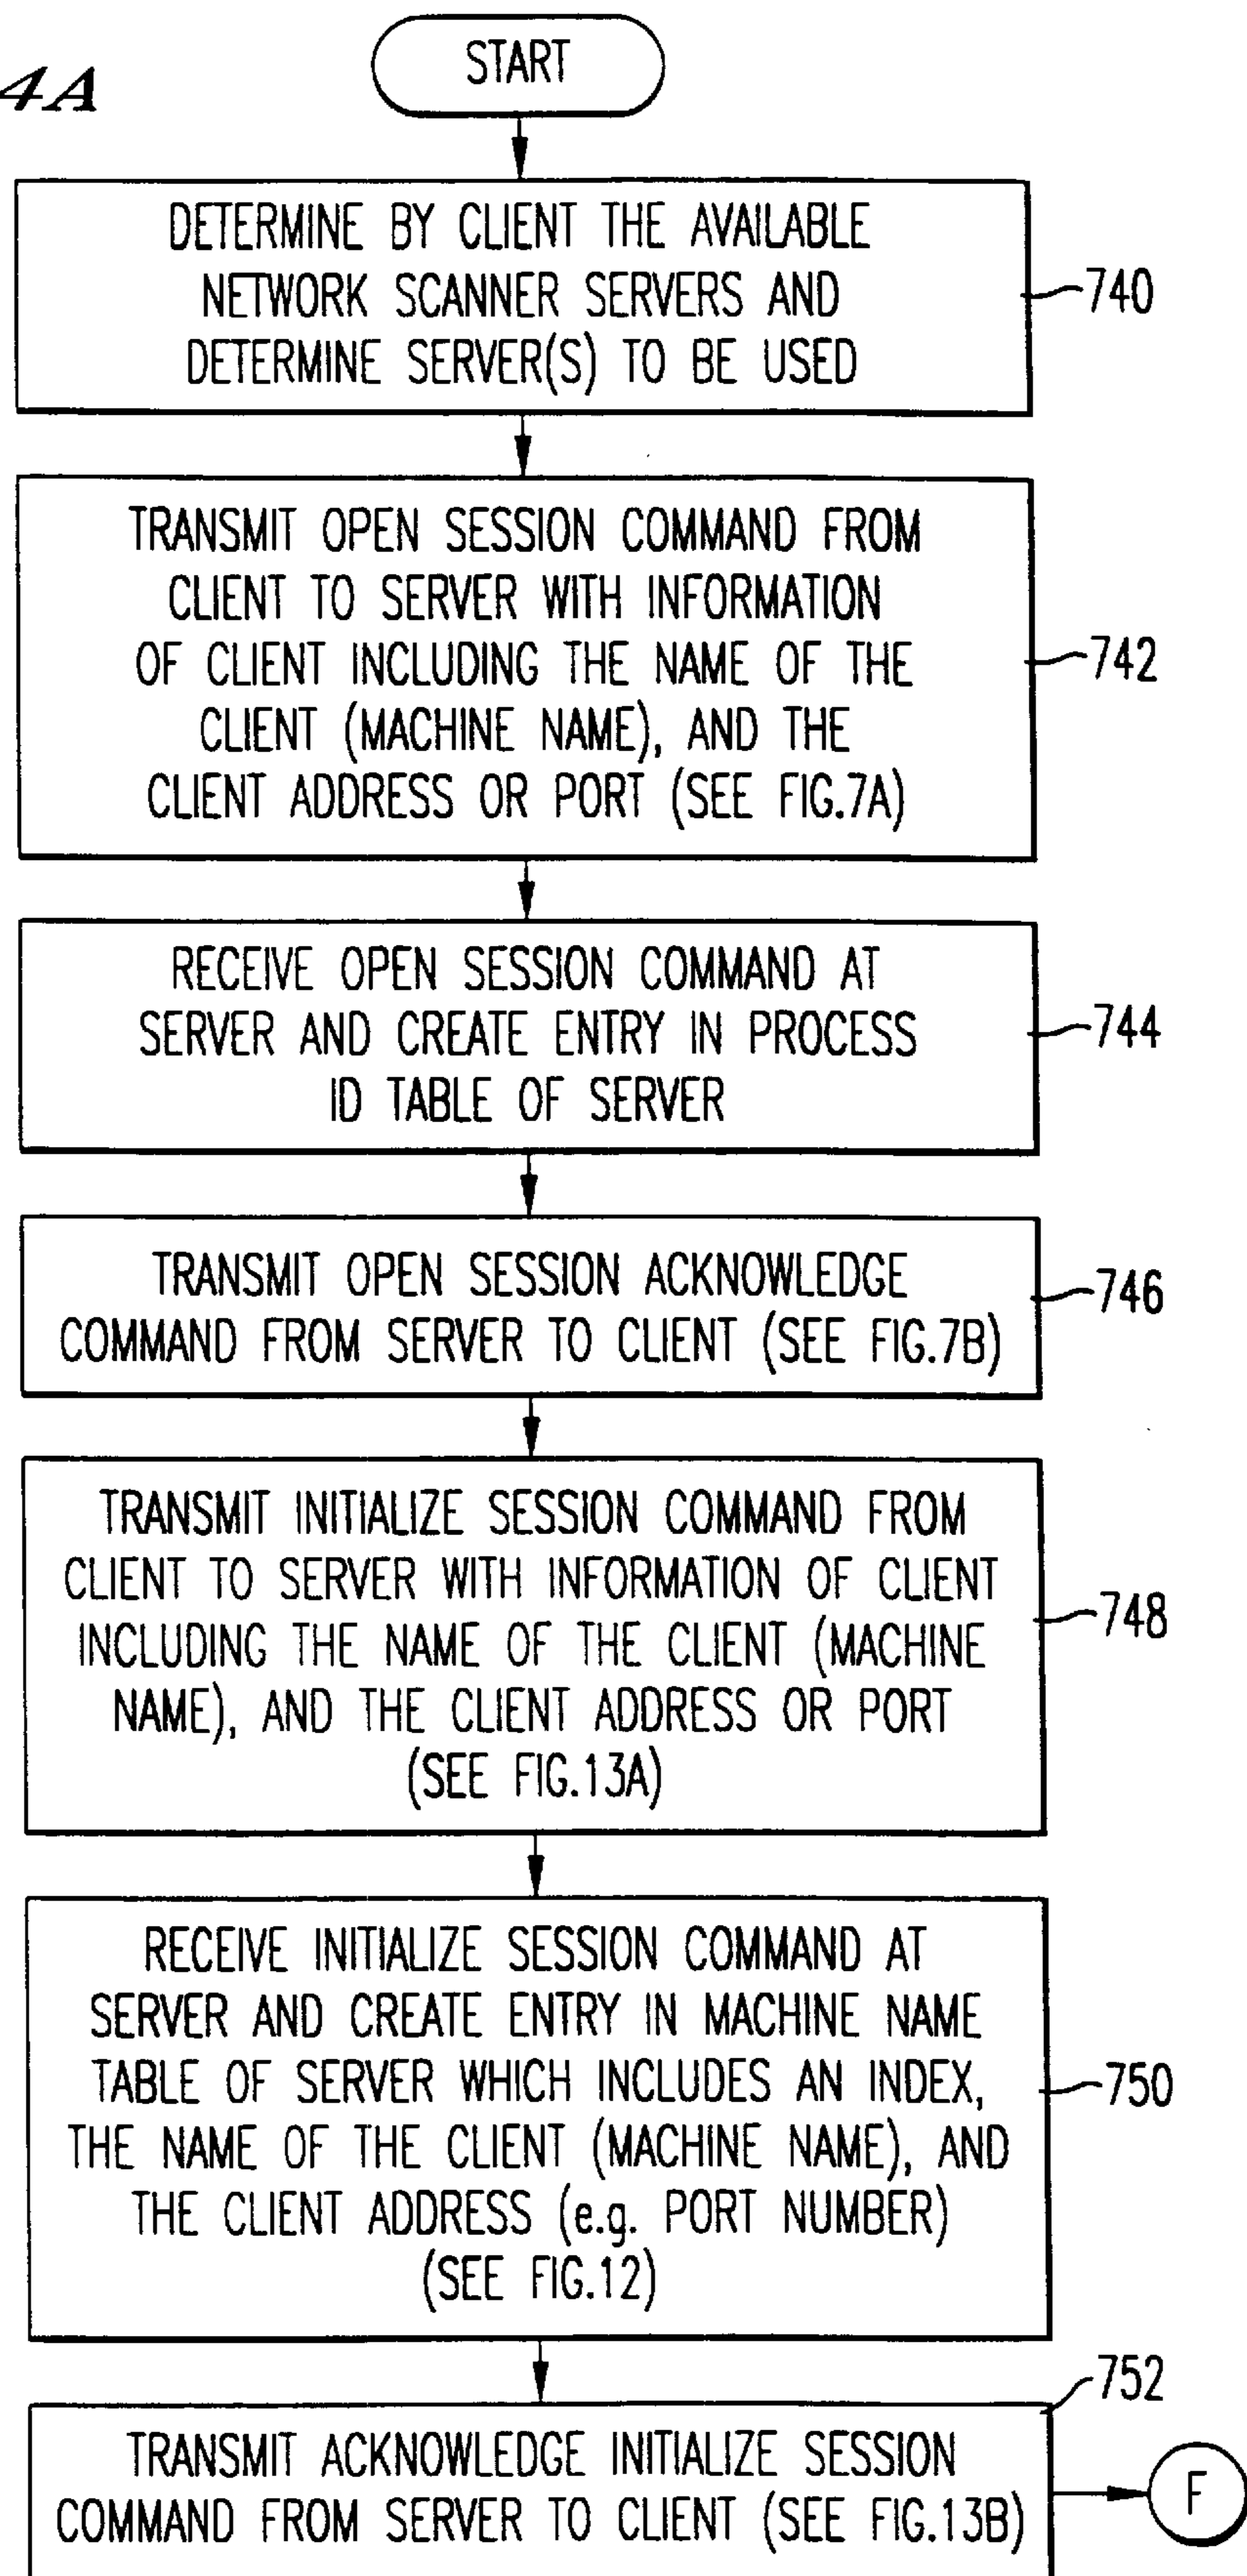 4A
START
DETERMINE BY CLIENT THE AVAILABLE
NETWORK SCANNER SERVERS AND
DETERMINE SERVER(S) TO BE USED
740
TRANSMIT OPEN SESSION COMMAND FROM
CLIENT TO SERVER WITH INFORMATION
OF CLIENT INCLUDING THE NAME OF THE
CLIENT (MACHINE NAME), AND THE
CLIENT ADDRESS OR PORT (SEE FIG.7A)
742
RECEIVE OPEN SESSION COMMAND AT
SERVER AND CREATE ENTRY IN PROCESS
ID TABLE OF SERVER
744
TRANSMIT OPEN SESSION ACKNOWLEDGE
COMMAND FROM SERVER TO CLIENT (SEE FIG.7B)
746
TRANSMIT INITIALIZE SESSION COMMAND FROM
CLIENT TO SERVER WITH INFORMATION OF CLIENT
INCLUDING THE NAME OF THE CLIENT (MACHINE
NAME), AND THE CLIENT ADDRESS OR PORT
(SEE FIG.13A)
748
RECEIVE INITIALIZE SESSION COMMAND AT
SERVER AND CREATE ENTRY IN MACHINE NAME
TABLE OF SERVER WHICH INCLUDES AN INDEX,
THE NAME OF THE CLIENT (MACHINE NAME), AND
THE CLIENT ADDRESS (e.g. PORT NUMBER)
(SEE FIG.12)
750
752
TRANSMIT ACKNOWLEDGE INITIALIZE SESSION
COMMAND FROM SERVER TO CLIENT (SEE FIG.13B)
F